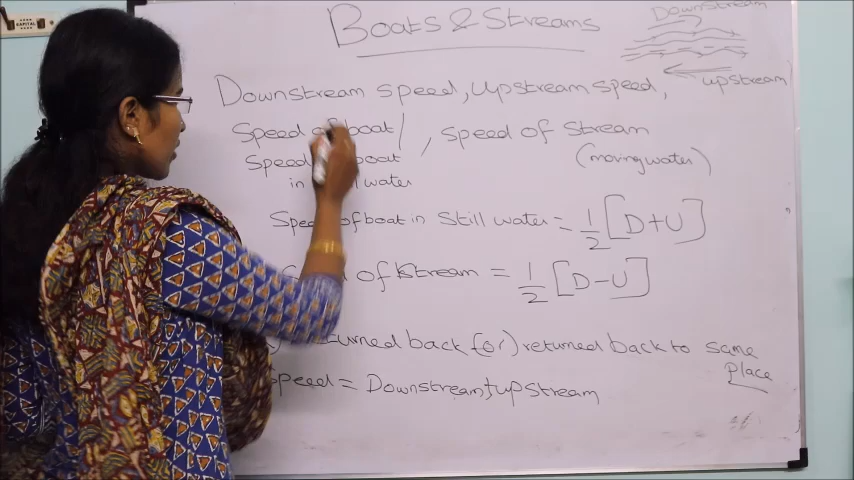 CAPITAL
Boats & Streams
DownStream
upstream
Downstream speed, Upstream speed,
Speed of boat / , speed of stream
Speed boat (moving water)
in water
Speed of boat in Still water = 1/2 [D+U]
of Stream = 1/2 [D-U]
back (or) returned back to same
Place
Speed = Downstream + upstream